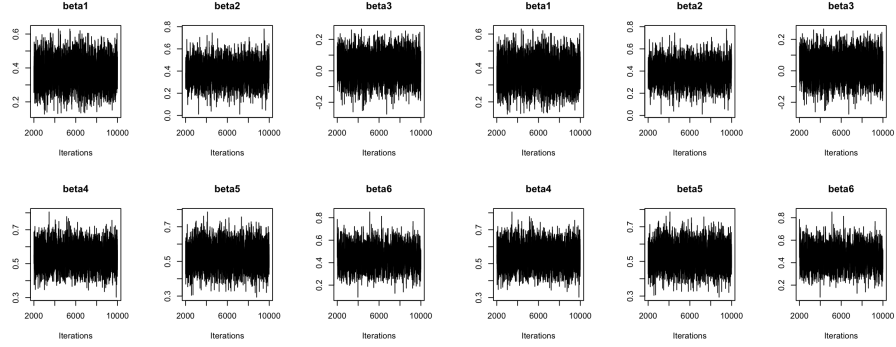 beta1 beta2 beta3 beta1 beta2 beta3
0.6 0.8 0.2 0.6 0.8 0.2
0.4 0.6 0.0 0.4 0.6 0.0
0.2 0.4 -0.2 0.2 0.4 -0.2
0.2 0.2
0.0 0.0
2000 6000 10000 2000 6000 10000 2000 6000 10000 2000 6000 10000 2000 6000 10000 2000 6000 10000
Iterations Iterations Iterations Iterations Iterations Iterations
beta4 beta5 beta6 beta4 beta5 beta6
0.7 0.7 0.8 0.7 0.7 0.8
0.5 0.5 0.6 0.5 0.5 0.6
0.3 0.3 0.4 0.3 0.3 0.4
0.2 0.2
2000 6000 10000 2000 6000 10000 2000 6000 10000 2000 6000 10000 2000 6000 10000 2000 6000 10000
Iterations Iterations Iterations Iterations Iterations Iterations